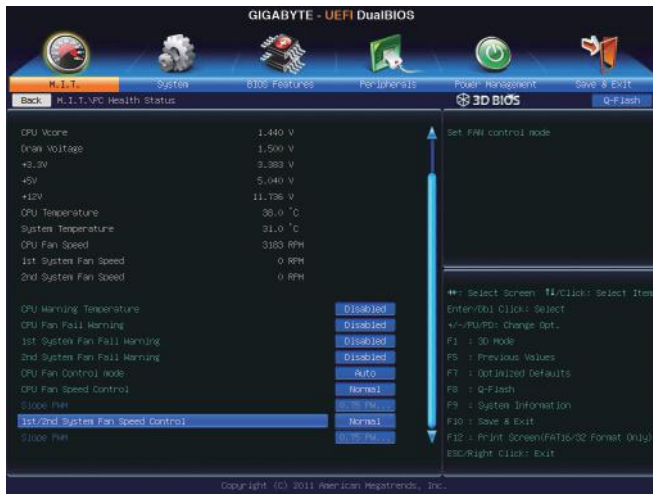 GIGABYTE - UEFI DualBIOS
M.I.T.
System
BIOS Features
Peripherals
Power Management
Save & Exit
Back M.I.T.\PC Health Status
3D BIOS
Q-Flash
CPU Vcore 1.440 V
Dram Voltage 1.500 V
+3.3V 3.383 V
+5V 5.040 V
+12V 11.736 V
CPU Temperature 38.0 °C
System Temperature 31.0 °C
CPU Fan Speed 3183 RPM
1st System Fan Speed 0 RPM
2nd System Fan Speed 0 RPM
CPU Warning Temperature Disabled
CPU Fan Fail Warning Disabled
1st System Fan Fail Warning Disabled
2nd System Fan Fail Warning Disabled
CPU Fan Control mode Auto
CPU Fan Speed Control Normal
Slope PWM 0.75 PW...
1st/2nd System Fan Speed Control Normal
Slope PWM 0.75 PW...
Set FAN control mode
↔: Select Screen ↑↓/Click: Select Item
Enter/Dbl Click: Select
+/-/PU/PD: Change Opt.
F1 : 3D Mode
F5 : Previous Values
F7 : Optimized Defaults
F8 : Q-Flash
F9 : System Information
F10 : Save & Exit
F12 : Print Screen(FAT16/32 Format Only)
ESC/Right Click: Exit
Copyright (C) 2011 American Megatrends, Inc.